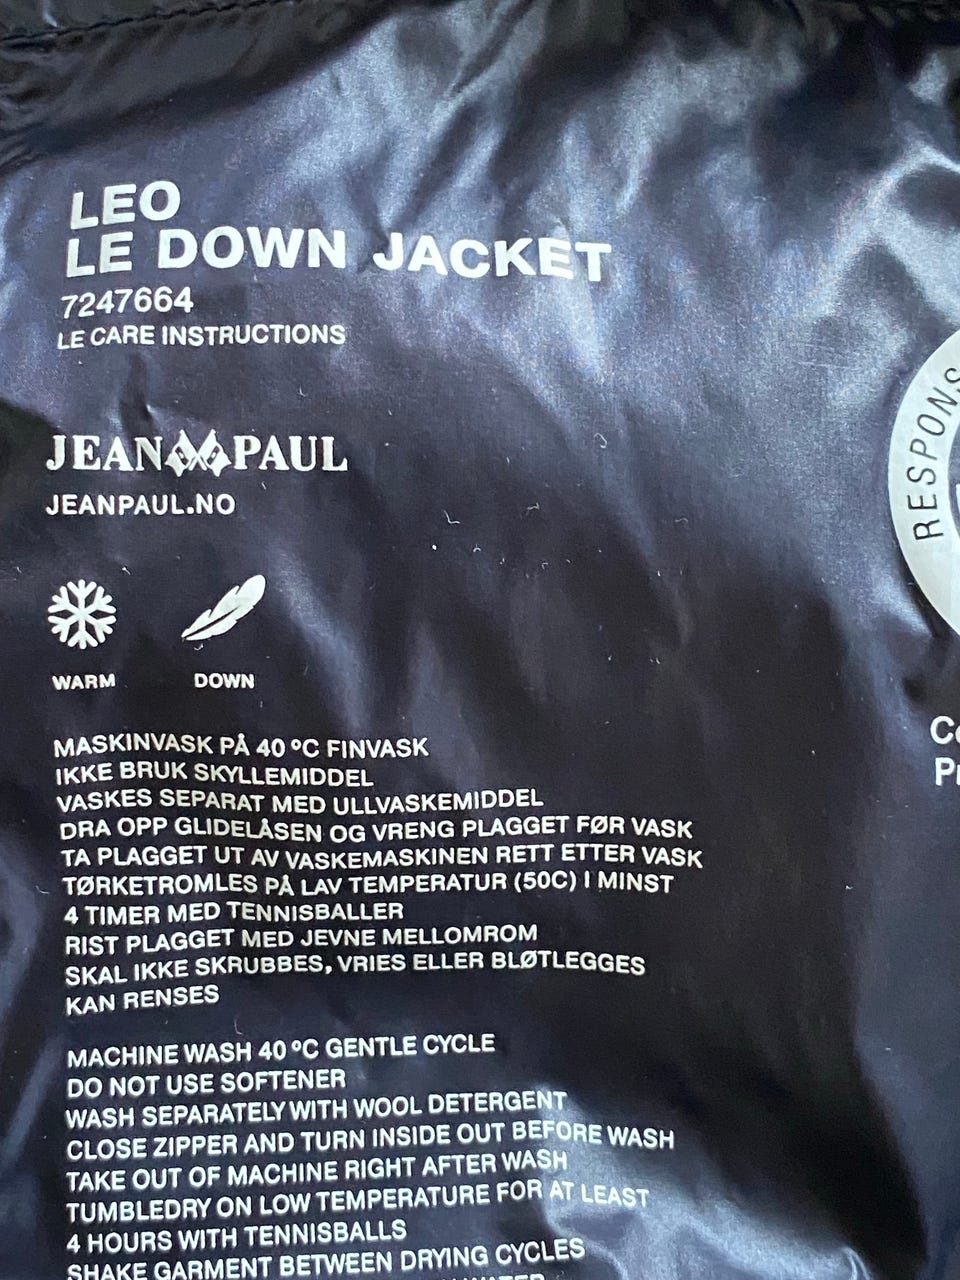 LEO
LE DOWN JACKET
7247664
LE CARE INSTRUCTIONS
JEAN PAUL
JEANPAUL.NO
WARM
DOWN
MASKINVASK PÅ 40 ºC FINVASK
IKKE BRUK SKYLLEMIDDEL
VASKES SEPARAT MED ULLVASKEMIDDEL
DRA OPP GLIDELÅSEN OG VRENG PLAGGET FØR VASK
TA PLAGGET UT AV VASKEMASKINEN RETT ETTER VASK
TØRKETROMLES PÅ LAV TEMPERATUR (50C) I MINST
4 TIMER MED TENNISBALLER
RIST PLAGGET MED JEVNE MELLOMROM
SKAL IKKE SKRUBBES, VRIES ELLER BLØTLEGGES
KAN RENSES
MACHINE WASH 40 ºC GENTLE CYCLE
DO NOT USE SOFTENER
WASH SEPARATELY WITH WOOL DETERGENT
CLOSE ZIPPER AND TURN INSIDE OUT BEFORE WASH
TAKE OUT OF MACHINE RIGHT AFTER WASH
TUMBLEDRY ON LOW TEMPERATURE FOR AT LEAST
4 HOURS WITH TENNISBALLS
SHAKE GARMENT BETWEEN DRYING CYCLES
RESPONS